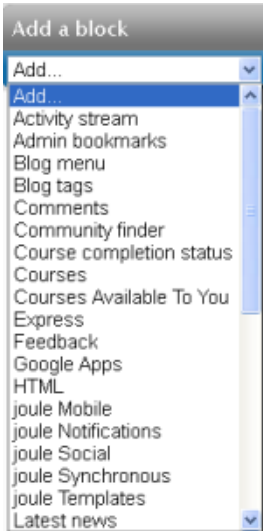 Add a block
Add...
Add...
Activity stream
Admin bookmarks
Blog menu
Blog tags
Comments
Community finder
Course completion status
Courses
Courses Available To You
Express
Feedback
Google Apps
HTML
joule Mobile
joule Notifications
joule Social
joule Synchronous
joule Templates
Latest news